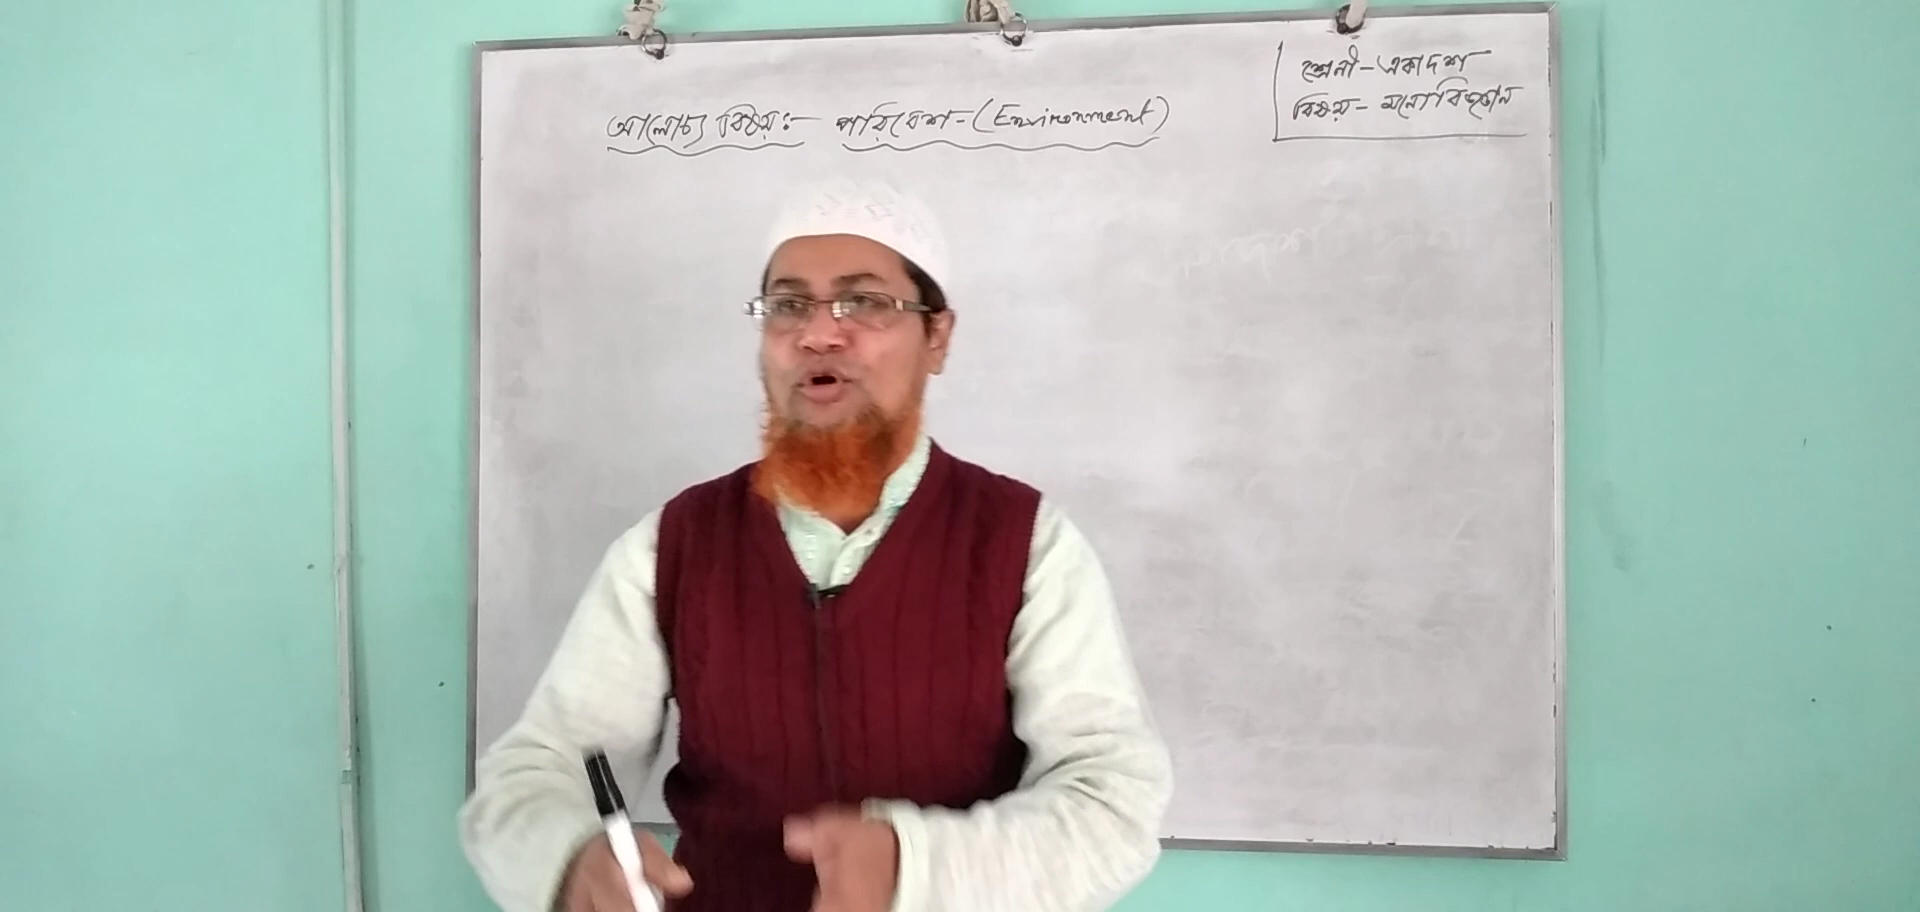 আলোচ্য বিষয়ঃ- পরিবেশ-(Environment)
শ্রেনী-একাদশ
বিষয়- মনোবিজ্ঞান